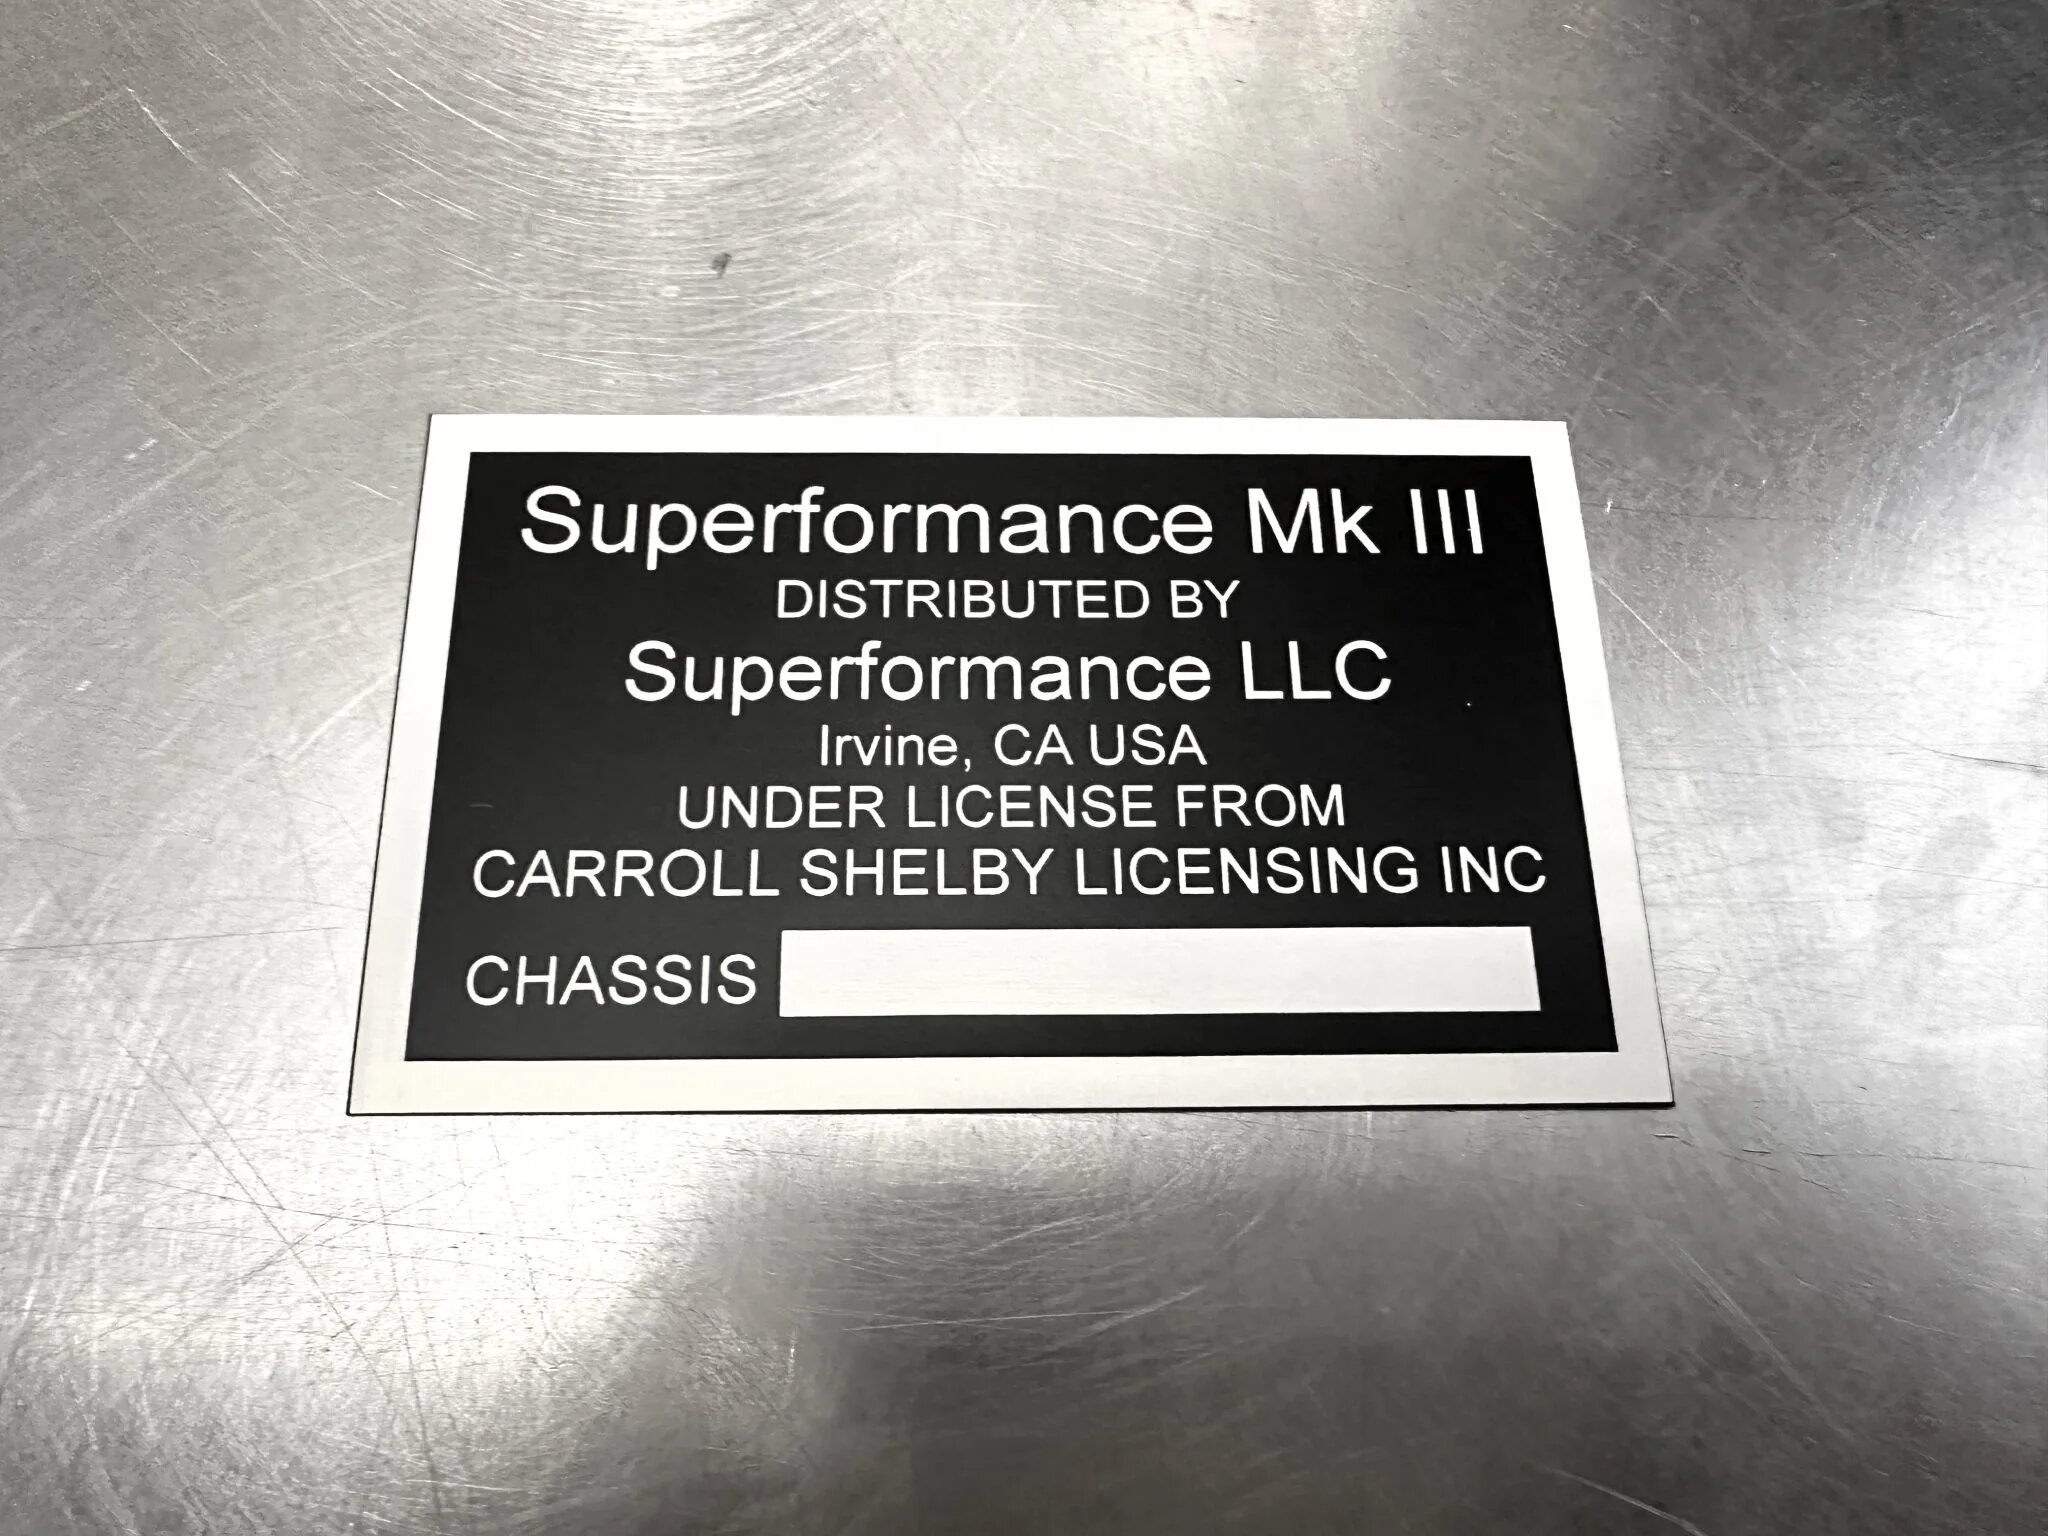 Superformance Mk III
DISTRIBUTED BY
Superformance LLC
Irvine, CA USA
UNDER LICENSE FROM
CARROLL SHELBY LICENSING INC
CHASSIS